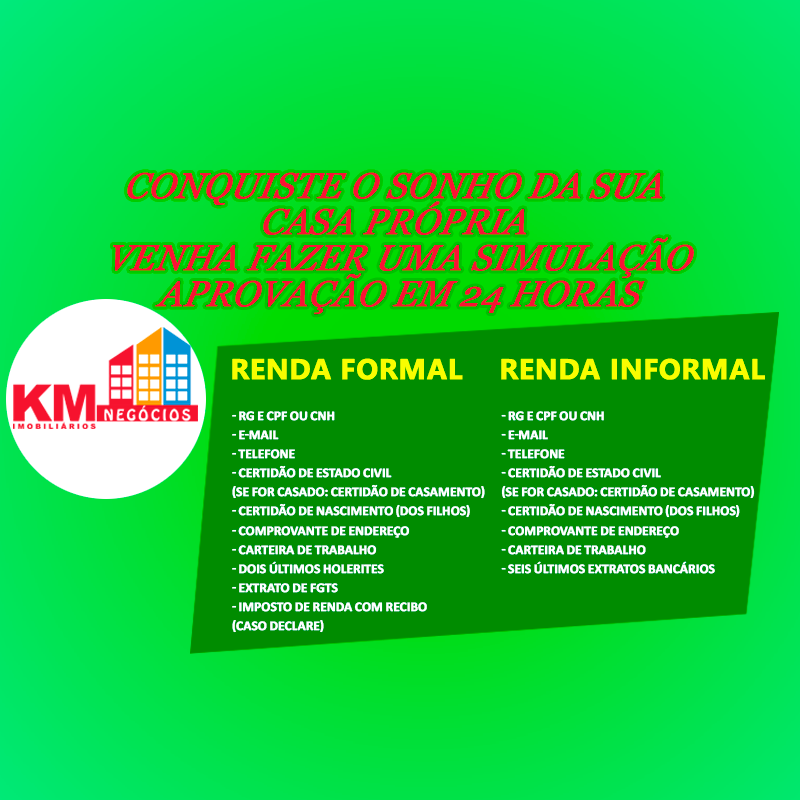 CONQUISTE O SONHO DA SUA
CASA PRÓPRIA
VENHA FAZER UMA SIMULAÇÃO
APROVAÇÃO EM 24 HORAS
KM NEGÓCIOS
IMOBILIÁRIOS
RENDA FORMAL
- RG E CPF OU CNH
- E-MAIL
- TELEFONE
- CERTIDÃO DE ESTADO CIVIL
(SE FOR CASADO: CERTIDÃO DE CASAMENTO)
- CERTIDÃO DE NASCIMENTO (DOS FILHOS)
- COMPROVANTE DE ENDEREÇO
- CARTEIRA DE TRABALHO
- DOIS ÚLTIMOS HOLERITES
- EXTRATO DE FGTS
- IMPOSTO DE RENDA COM RECIBO
(CASO DECLARE)
RENDA INFORMAL
- RG E CPF OU CNH
- E-MAIL
- TELEFONE
- CERTIDÃO DE ESTADO CIVIL
(SE FOR CASADO: CERTIDÃO DE CASAMENTO)
- CERTIDÃO DE NASCIMENTO (DOS FILHOS)
- COMPROVANTE DE ENDEREÇO
- CARTEIRA DE TRABALHO
- SEIS ÚLTIMOS EXTRATOS BANCÁRIOS